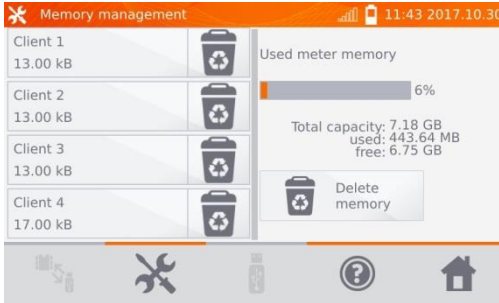 Memory management
11:43 2017.10.30
Client 1
13.00 kB
Client 2
13.00 kB
Client 3
13.00 kB
Client 4
17.00 kB
Used meter memory
6%
Total capacity: 7.18 GB
used: 443.64 MB
free: 6.75 GB
Delete
memory